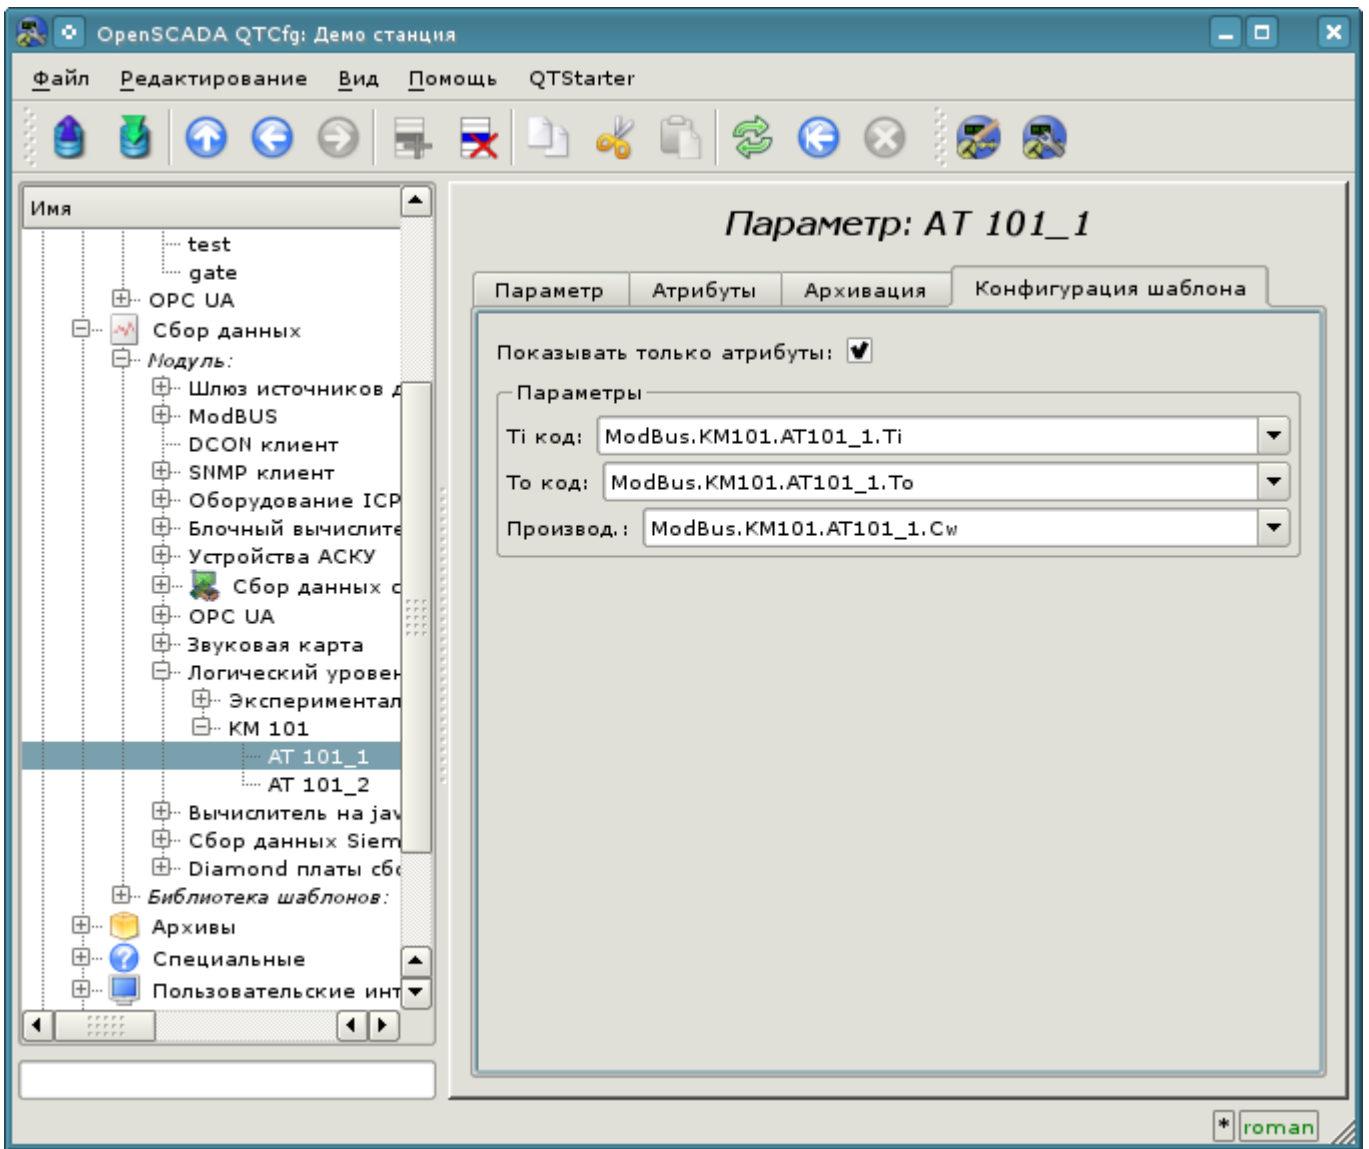 OpenSCADA QTCfg: Демо станция
Файл Редактирование Вид Помощь QTStarter
Имя
test
gate
OPC UA
Сбор данных
Модуль:
Шлюз источников д
ModBUS
DCON клиент
SNMP клиент
Оборудование ICP
Блочный вычислите
Устройства АСКУ
Сбор данных с
OPC UA
Звуковая карта
Логический уровен
Эксперементал
КМ 101
AT 101_1
AT 101_2
Вычислитель на jav
Сбор данных Siem
Diamond платы сбо
Библиотека шаблонов:
Архивы
Специальные
Пользовательские инт
Параметр: AT 101_1
Параметр Атрибуты Архивация Конфигурация шаблона
Показывать только атрибуты:
Параметры
Ti код: ModBus.KM101.AT101_1.Ti
To код: ModBus.KM101.AT101_1.To
Производ.: ModBus.KM101.AT101_1.Cw
* roman